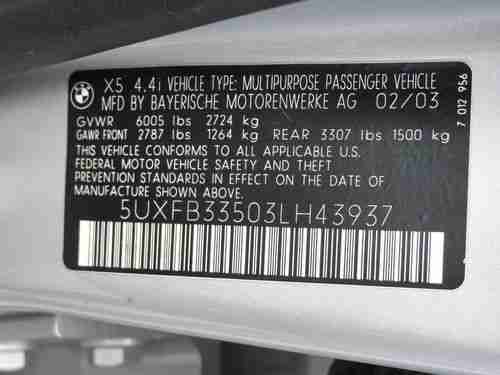 BMW
X5 4.4i VEHICLE TYPE: MULTIPURPOSE PASSENGER VEHICLE
MFD BY BAYERISCHE MOTORENWERKE AG 02/03
GVWR 6005 lbs 2724 kg
GAWR FRONT 2787 lbs 1264 kg REAR 3307 lbs 1500 kg
THIS VEHICLE CONFORMS TO ALL APPLICABLE U.S.
FEDERAL MOTOR VEHICLE SAFETY AND THEFT
PREVENTION STANDARDS IN EFFECT ON THE DATE
OF MANUFACTURE SHOWN ABOVE.
5UXFB33503LH43937
7 012 956